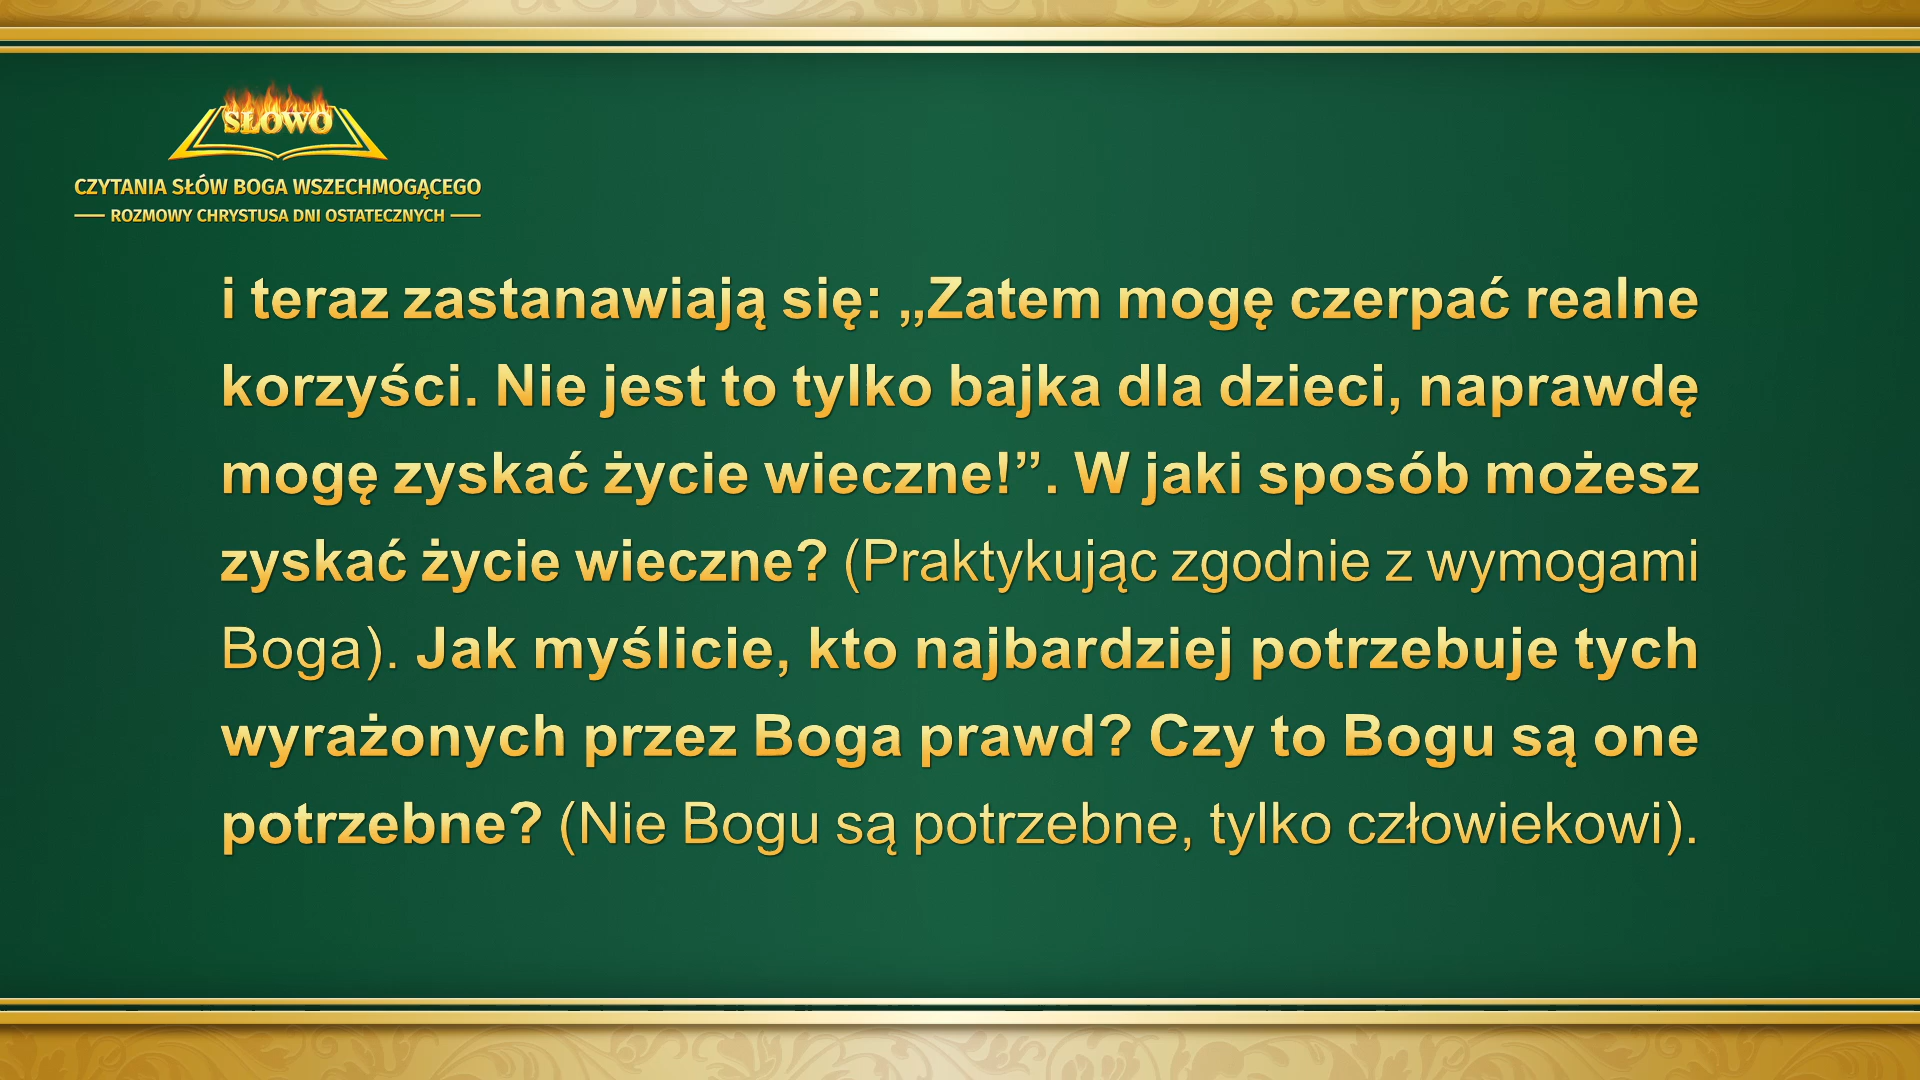 SŁOWO
CZYTANIA SŁÓW BOGA WSZECHMOGĄCEGO
ROZMOWY CHRYSTUSA DNI OSTATECZNYCH
i teraz zastanawiają się: „Zatem mogę czerpać realne
korzyści. Nie jest to tylko bajka dla dzieci, naprawdę
mogę zyskać życie wieczne!”. W jaki sposób możesz
zyskać życie wieczne? (Praktykując zgodnie z wymogami
Boga). Jak myślicie, kto najbardziej potrzebuje tych
wyrażonych przez Boga prawd? Czy to Bogu są one
potrzebne? (Nie Bogu są potrzebne, tylko człowiekowi).